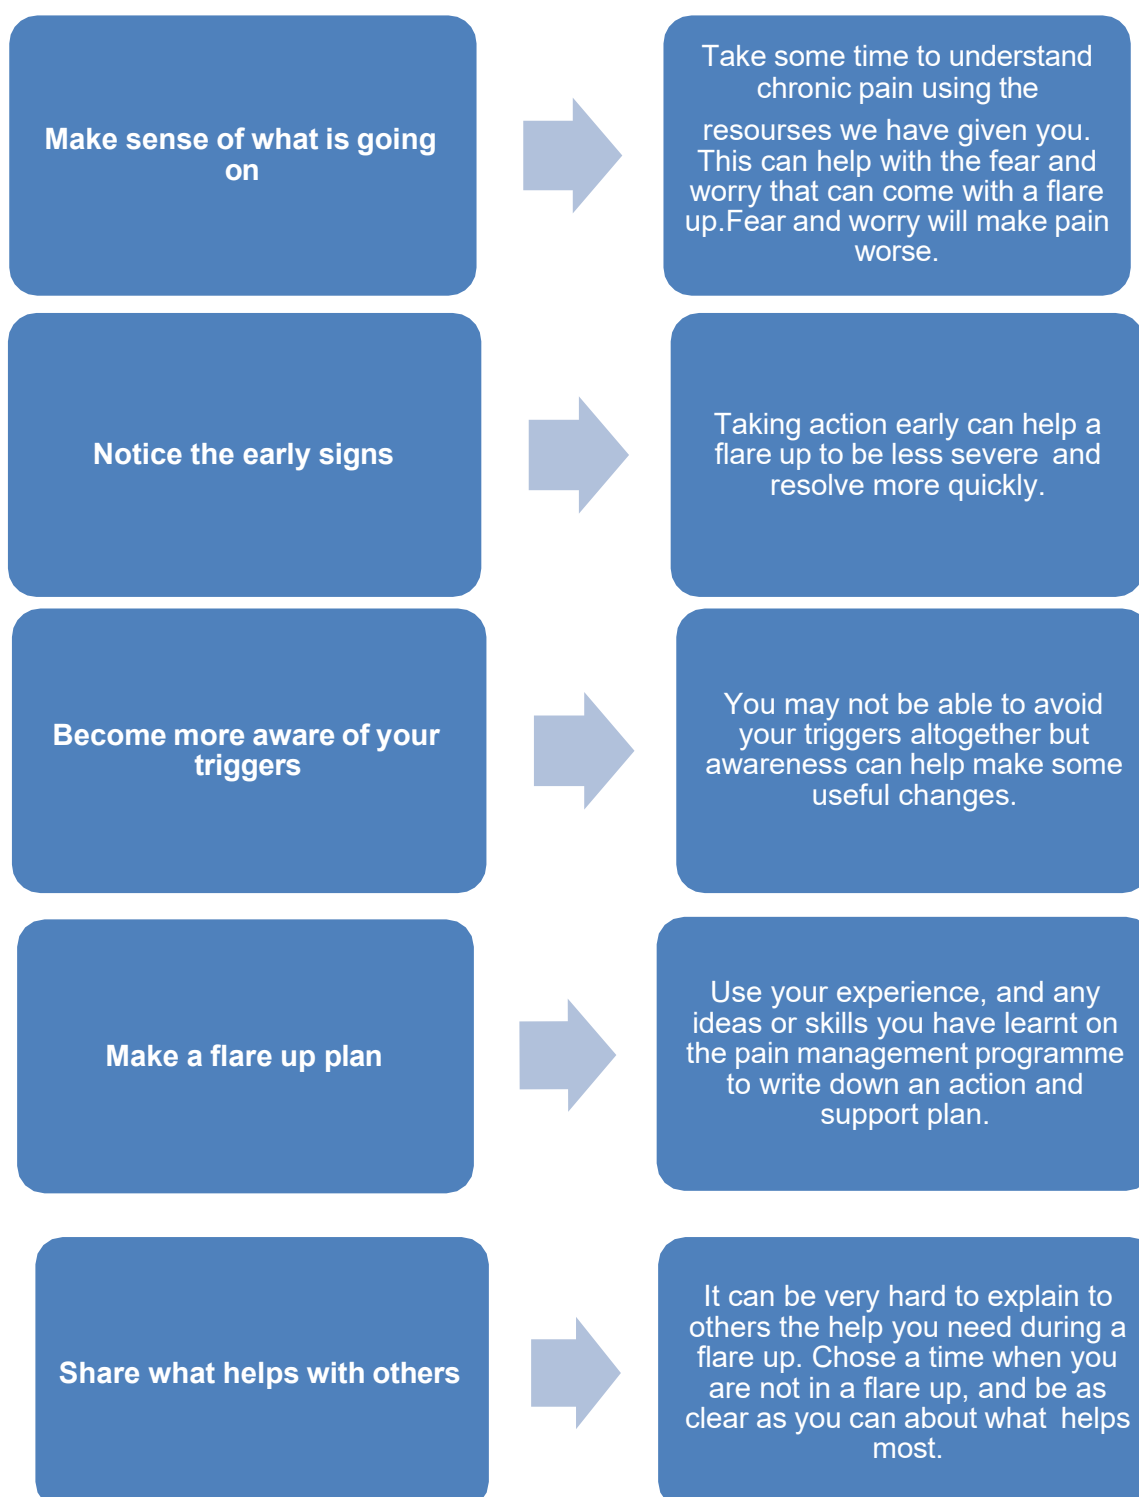 Make sense of what is going
on
Take some time to understand
chronic pain using the
resourses we have given you.
This can help with the fear and
worry that can come with a flare
up.Fear and worry will make pain
worse.
Notice the early signs
Taking action early can help a
flare up to be less severe and
resolve more quickly.
Become more aware of your
triggers
You may not be able to avoid
your triggers altogether but
awareness can help make some
useful changes.
Make a flare up plan
Use your experience, and any
ideas or skills you have learnt on
the pain management programme
to write down an action and
support plan.
Share what helps with others
It can be very hard to explain to
others the help you need during a
flare up. Chose a time when you
are not in a flare up, and be as
clear as you can about what helps
most.